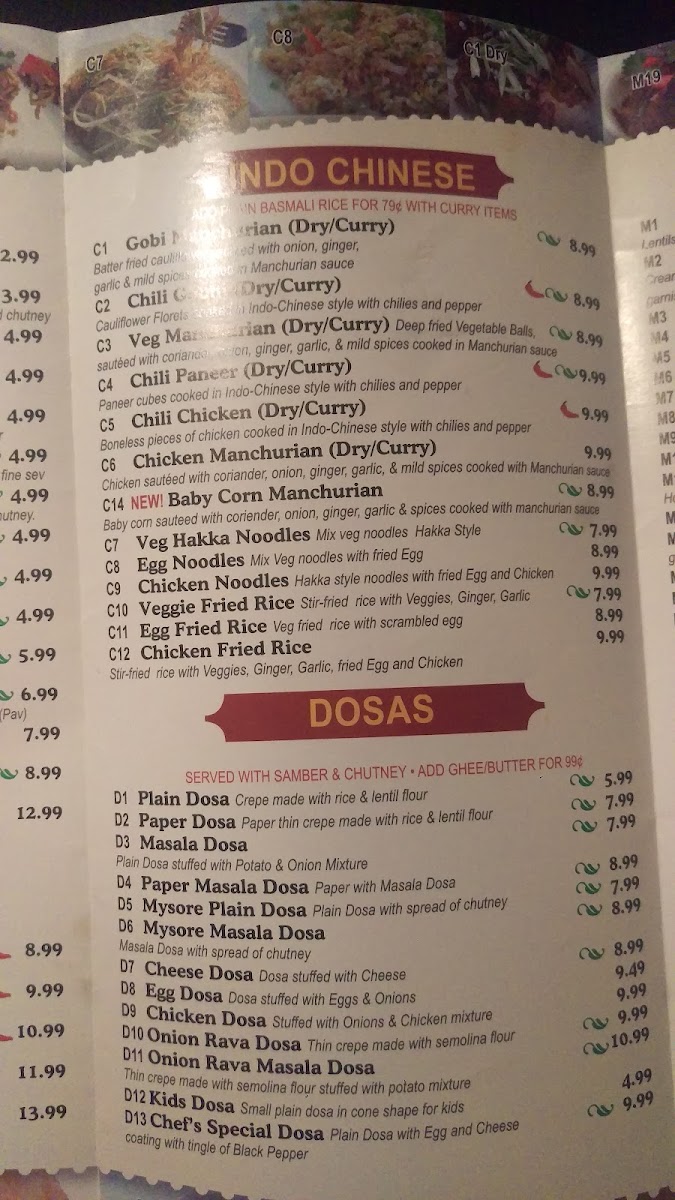 C7
C8
C1 Dry
M19
INDO CHINESE
IN BASMALI RICE FOR 79¢ WITH CURRY ITEMS
C1 Gobi rian (Dry/Curry) 8.99
Batter fried with onion, ginger,
garlic & mild Manchurian sauce
C2 Chili (Dry/Curry) 8.99
Cauliflower Florets Indo-Chinese style with chilies and pepper
C3 Veg (Dry/Curry) Deep fried Vegetable Balls, 8.99
sautéed with ginger, garlic, & mild spices cooked in Manchurian sauce
C4 Chili Paneer (Dry/Curry) 9.99
Paneer cubes cooked in Indo-Chinese style with chilies and pepper
C5 Chili Chicken (Dry/Curry) 9.99
Boneless pieces of chicken cooked in Indo-Chinese style with chilies and pepper
C6 Chicken Manchurian (Dry/Curry) 9.99
Chicken sautéed with coriander, onion, ginger, garlic, & mild spices cooked with Manchurian sauce
C14 NEW! Baby Corn Manchurian 8.99
Baby corn sauteed with coriender, onion, ginger, garlic & spices cooked with manchurian sauce
C7 Veg Hakka Noodles Mix veg noodles Hakka Style 7.99
C8 Egg Noodles Mix Veg noodles with fried Egg 8.99
C9 Chicken Noodles Hakka style noodles with fried Egg and Chicken 9.99
C10 Veggie Fried Rice Stir-fried rice with Veggies, Ginger, Garlic 7.99
C11 Egg Fried Rice Veg fried rice with scrambled egg 8.99
C12 Chicken Fried Rice 9.99
Stir-fried rice with Veggies, Ginger, Garlic, fried Egg and Chicken
DOSAS
SERVED WITH SAMBER & CHUTNEY • ADD GHEE/BUTTER FOR 99¢
D1 Plain Dosa Crepe made with rice & lentil flour 5.99
D2 Paper Dosa Paper thin crepe made with rice & lentil flour 7.99
D3 Masala Dosa 7.99
Plain Dosa stuffed with Potato & Onion Mixture
D4 Paper Masala Dosa Paper with Masala Dosa 8.99
D5 Mysore Plain Dosa Plain Dosa with spread of chutney 7.99
D6 Mysore Masala Dosa 8.99
Masala Dosa with spread of chutney
D7 Cheese Dosa Dosa stuffed with Cheese 8.99
D8 Egg Dosa Dosa stuffed with Eggs & Onions 9.49
D9 Chicken Dosa Stuffed with Onions & Chicken mixture 9.99
D10 Onion Rava Dosa Thin crepe made with semolina flour 9.99
D11 Onion Rava Masala Dosa 10.99
Thin crepe made with semolina flour stuffed with potato mixture
D12 Kids Dosa Small plain dosa in cone shape for kids 4.99
D13 Chef's Special Dosa Plain Dosa with Egg and Cheese 9.99
coating with tingle of Black Pepper
2.99
3.99
chutney
4.99
4.99
4.99
4.99
fine sev
4.99
4.99
4.99
4.99
5.99
6.99
(Pav)
7.99
8.99
12.99
8.99
9.99
10.99
11.99
13.99
M1
Lentils
M2
M3
M4
M5
M6
M7
M8